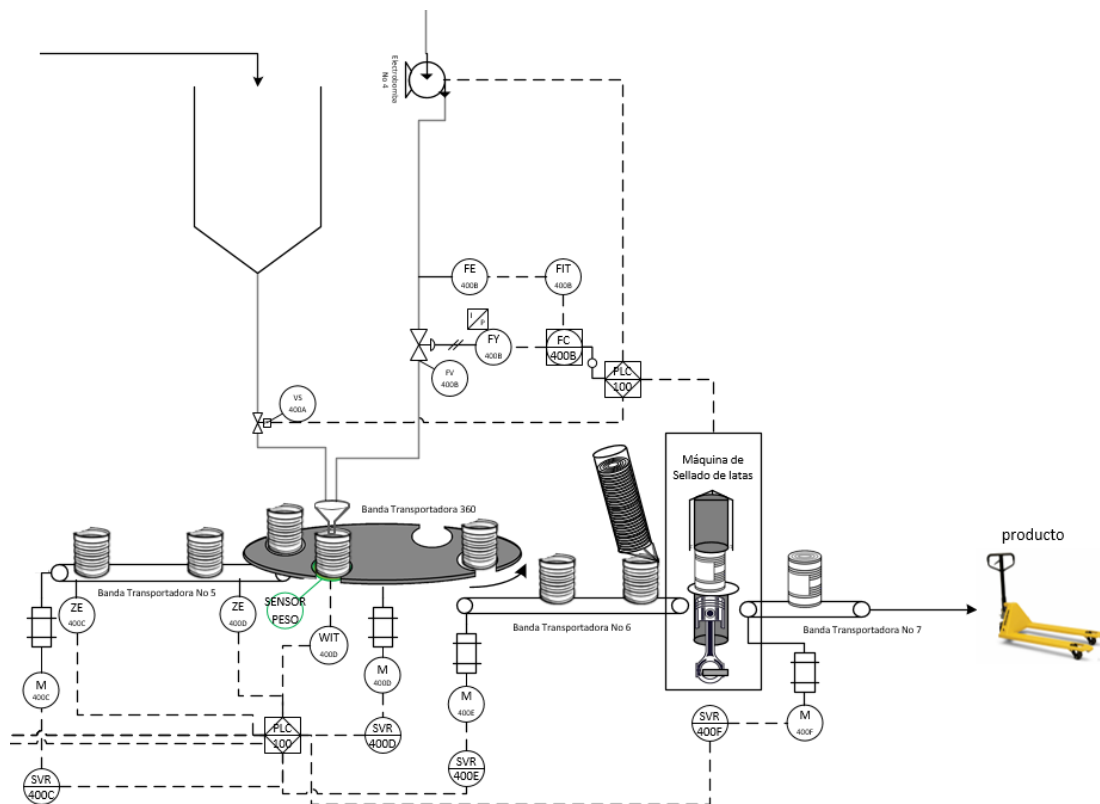 Electrobomba
No 4
FE
400B
FIT
400B
I
P
FY
400B
FC
400B
FV
400B
PLC
100
VS
400A
Máquina de
Sellado de latas
Banda Transportadora 360
producto
Banda Transportadora No 5
ZE
400C
ZE
400D
SENSOR
PESO
WIT
400D
Banda Transportadora No 6
Banda Transportadora No 7
M
400C
M
400D
M
400E
M
400F
PLC
100
SVR
400D
SVR
400F
SVR
400E
SVR
400C